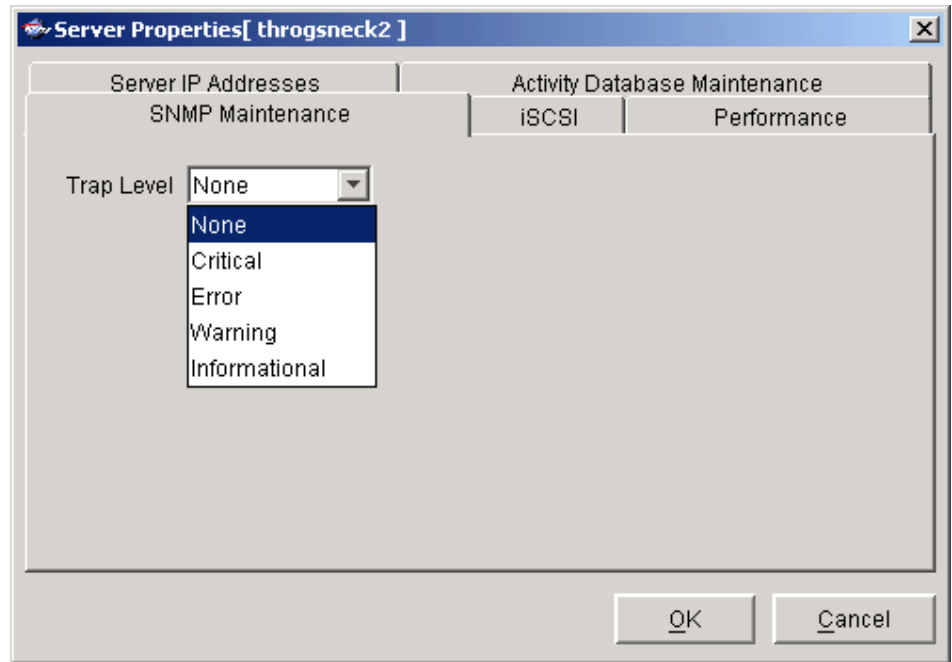 Server Properties[ throgsneck2 ]
Server IP Addresses
Activity Database Maintenance
SNMP Maintenance
iSCSI
Performance
Trap Level
None
None
Critical
Error
Warning
Informational
OK
Cancel